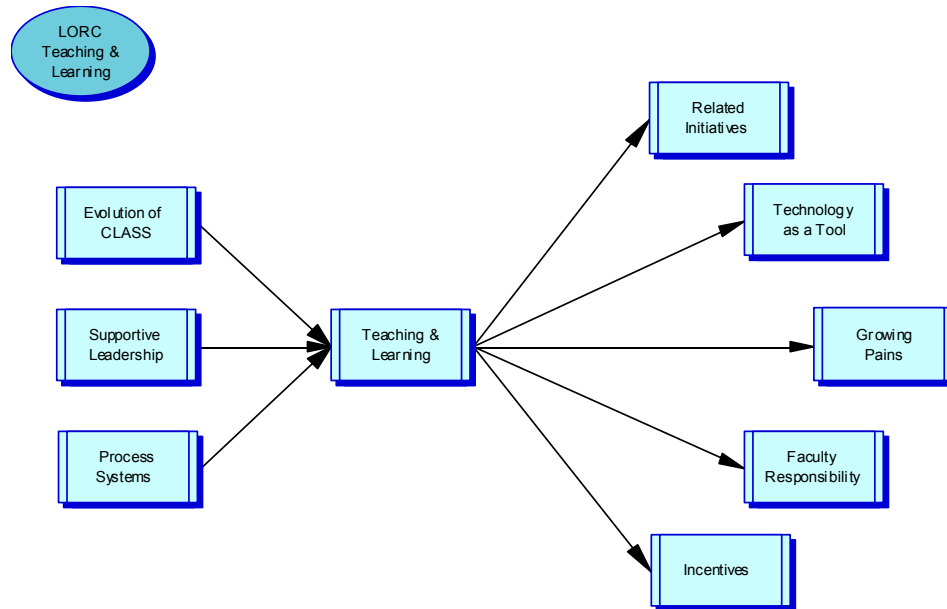 LORC
Teaching &
Learning
Related
Initiatives
Evolution of
CLASS
Technology
as a Tool
Supportive
Leadership
Teaching &
Learning
Growing
Pains
Process
Systems
Faculty
Responsibility
Incentives